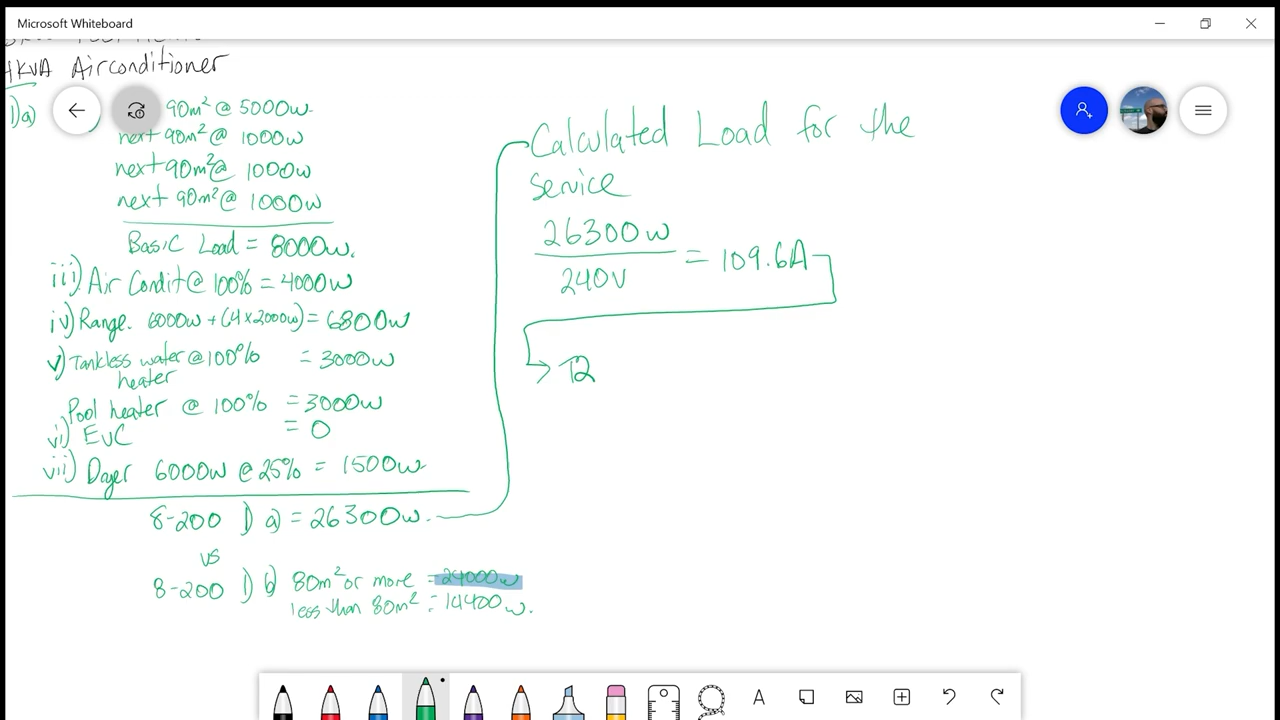 Microsoft Whiteboard
4KVA Airconditioner
1)a)
90m² @ 5000w
next 90m² @ 1000w
next 90m² @ 1000w
next 90m² @ 1000w
Basic Load = 8000w.
iii) Air Condit @ 100% = 4000w
iv) Range. 6000w + (.4 x 2000w) = 6800w
v) Tankless water @ 100% = 3000w
heater
Pool heater @ 100% = 3000w
vi) EVC = 0
vii) Dryer 6000w @ 25% = 1500w
8-200 1) a) = 26300w.
vs
8-200 1) b) 80m² or more = 24000w
less than 80m² = 14400w.
Calculated Load for the
Service
26300w
240V
= 109.6A
T2
A